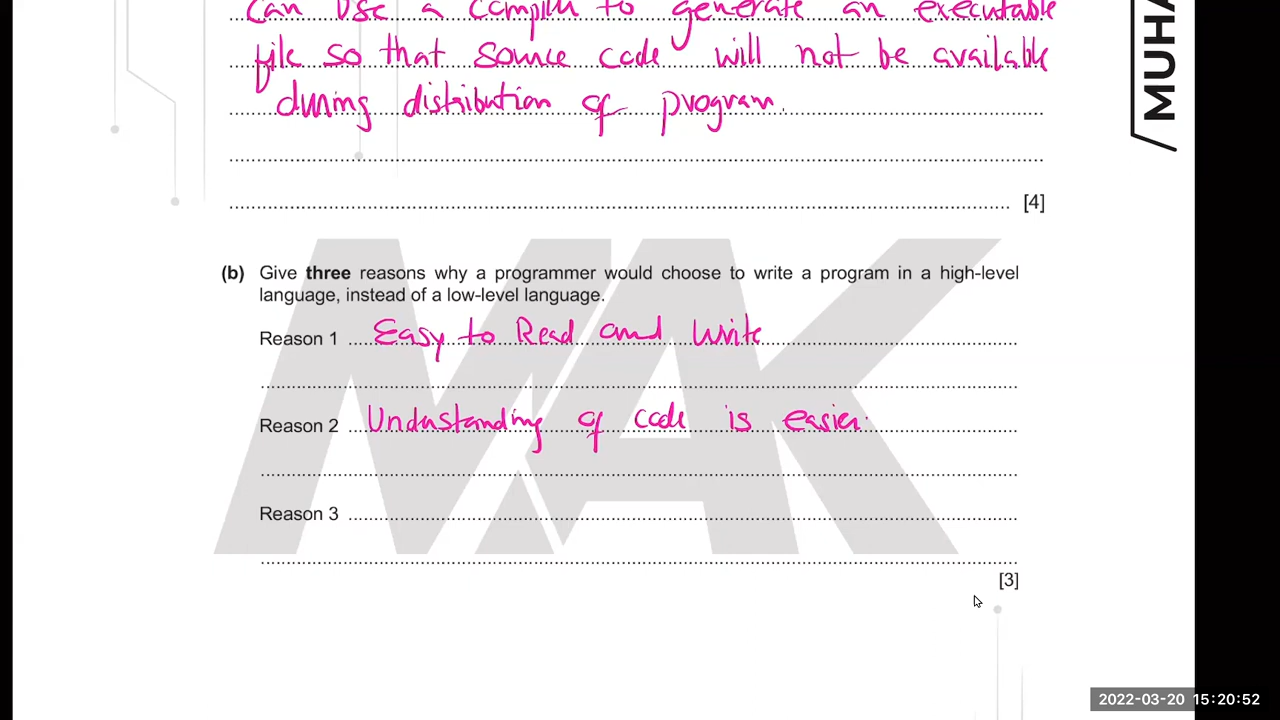 can use a compiler to generate an executable
file so that source code will not be available
during distribution of program.
[4]
(b) Give three reasons why a programmer would choose to write a program in a high-level
language, instead of a low-level language.
Reason 1 Easy to Read and Write
Reason 2 Understanding of code is easier.
Reason 3
[3]
MAK
MUHA
2022-03-20 15:20:52